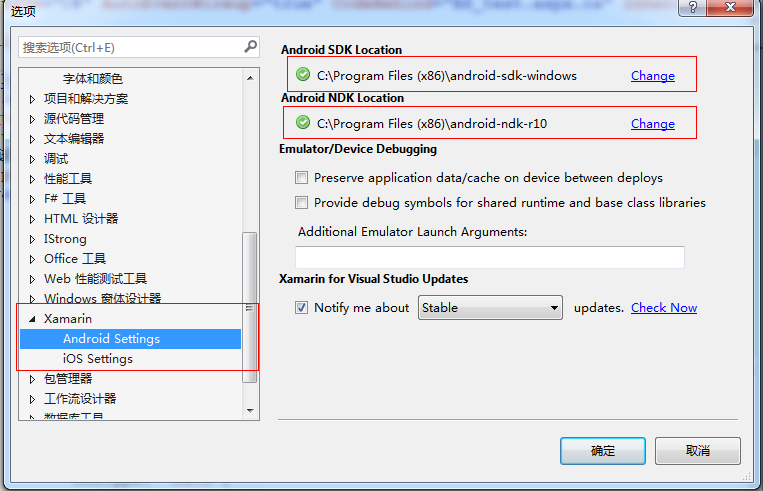 选项
搜索选项(Ctrl+E)
字体和颜色
项目和解决方案
源代码管理
文本编辑器
调试
性能工具
F# 工具
HTML 设计器
IStrong
Office 工具
Web 性能测试工具
Windows 窗体设计器
Xamarin
Android Settings
iOS Settings
包管理器
工作流设计器
数据库工具
Android SDK Location
C:\Program Files (x86)\android-sdk-windows Change
Android NDK Location
C:\Program Files (x86)\android-ndk-r10 Change
Emulator/Device Debugging
Preserve application data/cache on device between deploys
Provide debug symbols for shared runtime and base class libraries
Additional Emulator Launch Arguments:
Xamarin for Visual Studio Updates
Notify me about Stable updates. Check Now
确定 取消